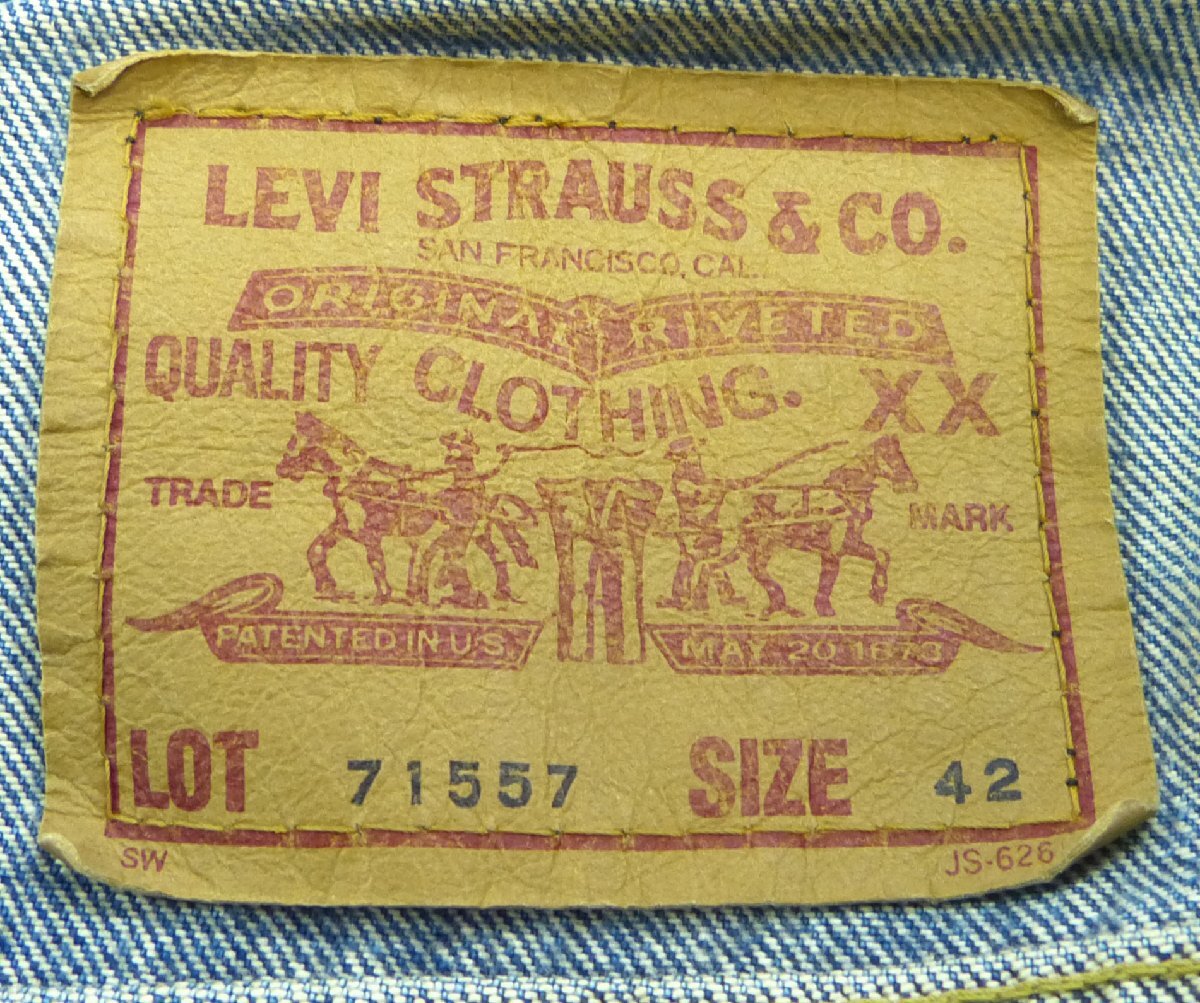 LEVI STRAUSS & CO.
SAN FRANCISCO, CAL.
ORIGINAL RIVETED
QUALITY CLOTHING. XX
TRADE MARK
PATENTED IN U.S. MAY 20 1873
LOT 71557 SIZE 42
SW JS-626